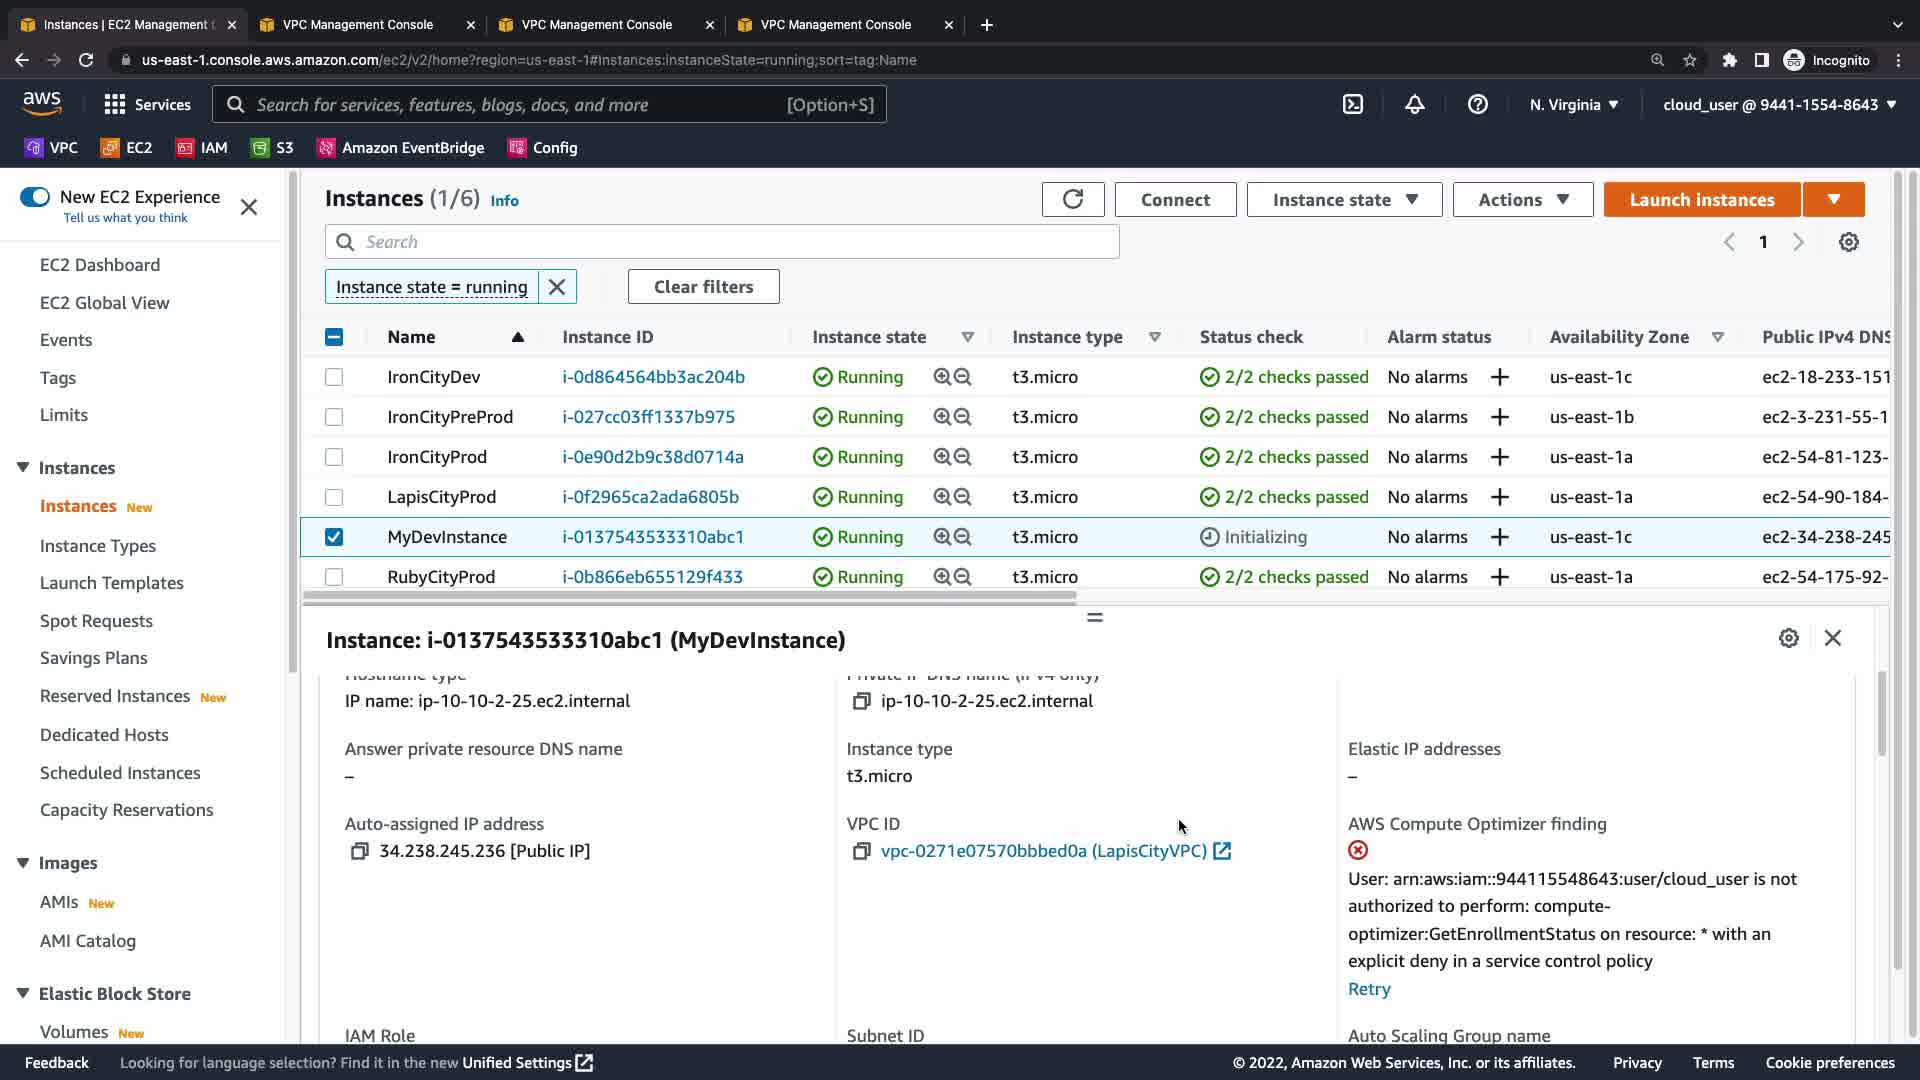 Instances | EC2 Management C
VPC Management Console
VPC Management Console
VPC Management Console
us-east-1.console.aws.amazon.com/ec2/v2/home?region=us-east-1#Instances:instanceState=running;sort=tag:Name
Incognito
aws
Services
Search for services, features, blogs, docs, and more
[Option+S]
N. Virginia
cloud_user @ 9441-1554-8643
VPC
EC2
IAM
S3
Amazon EventBridge
Config
New EC2 Experience
Tell us what you think
EC2 Dashboard
EC2 Global View
Events
Tags
Limits
Instances
Instances New
Instance Types
Launch Templates
Spot Requests
Savings Plans
Reserved Instances New
Dedicated Hosts
Scheduled Instances
Capacity Reservations
Images
AMIs New
AMI Catalog
Elastic Block Store
Volumes New
Instances (1/6) Info
Connect
Instance state
Actions
Launch instances
Search
1
Instance state = running
Clear filters
Name Instance ID Instance state Instance type Status check Alarm status Availability Zone Public IPv4 DNS
IronCityDev i-0d864564bb3ac204b Running t3.micro 2/2 checks passed No alarms us-east-1c ec2-18-233-151
IronCityPreProd i-027cc03ff1337b975 Running t3.micro 2/2 checks passed No alarms us-east-1b ec2-3-231-55-1
IronCityProd i-0e90d2b9c38d0714a Running t3.micro 2/2 checks passed No alarms us-east-1a ec2-54-81-123-
LapisCityProd i-0f2965ca2ada6805b Running t3.micro 2/2 checks passed No alarms us-east-1a ec2-54-90-184-
MyDevInstance i-0137543533310abc1 Running t3.micro Initializing No alarms us-east-1c ec2-34-238-245
RubyCityProd i-0b866eb655129f433 Running t3.micro 2/2 checks passed No alarms us-east-1a ec2-54-175-92-
Instance: i-0137543533310abc1 (MyDevInstance)
Hostname type
IP name: ip-10-10-2-25.ec2.internal
Private IP DNS name (IPv4 only)
ip-10-10-2-25.ec2.internal
Answer private resource DNS name
–
Instance type
t3.micro
Elastic IP addresses
–
Auto-assigned IP address
34.238.245.236 [Public IP]
VPC ID
vpc-0271e07570bbbed0a (LapisCityVPC)
AWS Compute Optimizer finding
User: arn:aws:iam::944115548643:user/cloud_user is not
authorized to perform: compute-
optimizer:GetEnrollmentStatus on resource: * with an
explicit deny in a service control policy
Retry
IAM Role
Subnet ID
Auto Scaling Group name
Feedback
Looking for language selection? Find it in the new Unified Settings
© 2022, Amazon Web Services, Inc. or its affiliates.
Privacy
Terms
Cookie preferences